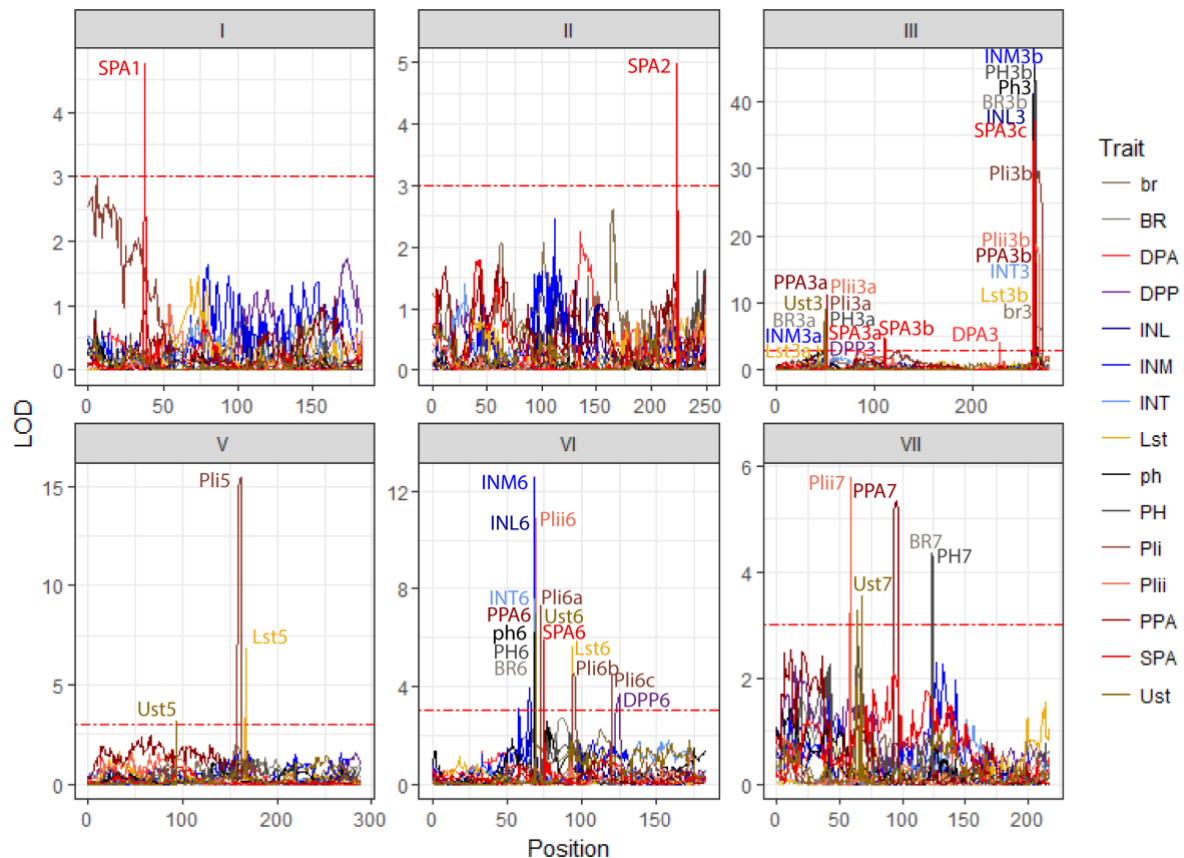 I
II
III
SPA1
SPA2
INM3b
PH3b
Ph3
BR3b
INL3
SPA3c
Pli3b
Plii3b
PPA3b
INT3
Lst3b
br3
PPA3a Plii3a
Ust3 Pli3a
BR3a PH3a
INM3a SPA3a SPA3b DPA3
Lst3a DPP3
4
3
2
1
0
5
4
3
2
1
0
40
30
20
10
0
0 50 100 150
0 50 100 150 200 250
0 100 200
LOD
V
VI
VII
Pli5
Lst5
Ust5
INM6
INL6 Plii6
INT6 Pli6a
PPA6 Ust6
ph6 SPA6
PH6 Lst6
BR6 Pli6b
Pli6c
DPP6
Plii7 PPA7
BR7
PH7
Ust7
15
10
5
0
12
8
4
0
6
4
2
0
0 100 200 300
0 50 100 150
0 50 100 150 200
Position
Trait
br
BR
DPA
DPP
INL
INM
INT
Lst
ph
PH
Pli
Plii
PPA
SPA
Ust